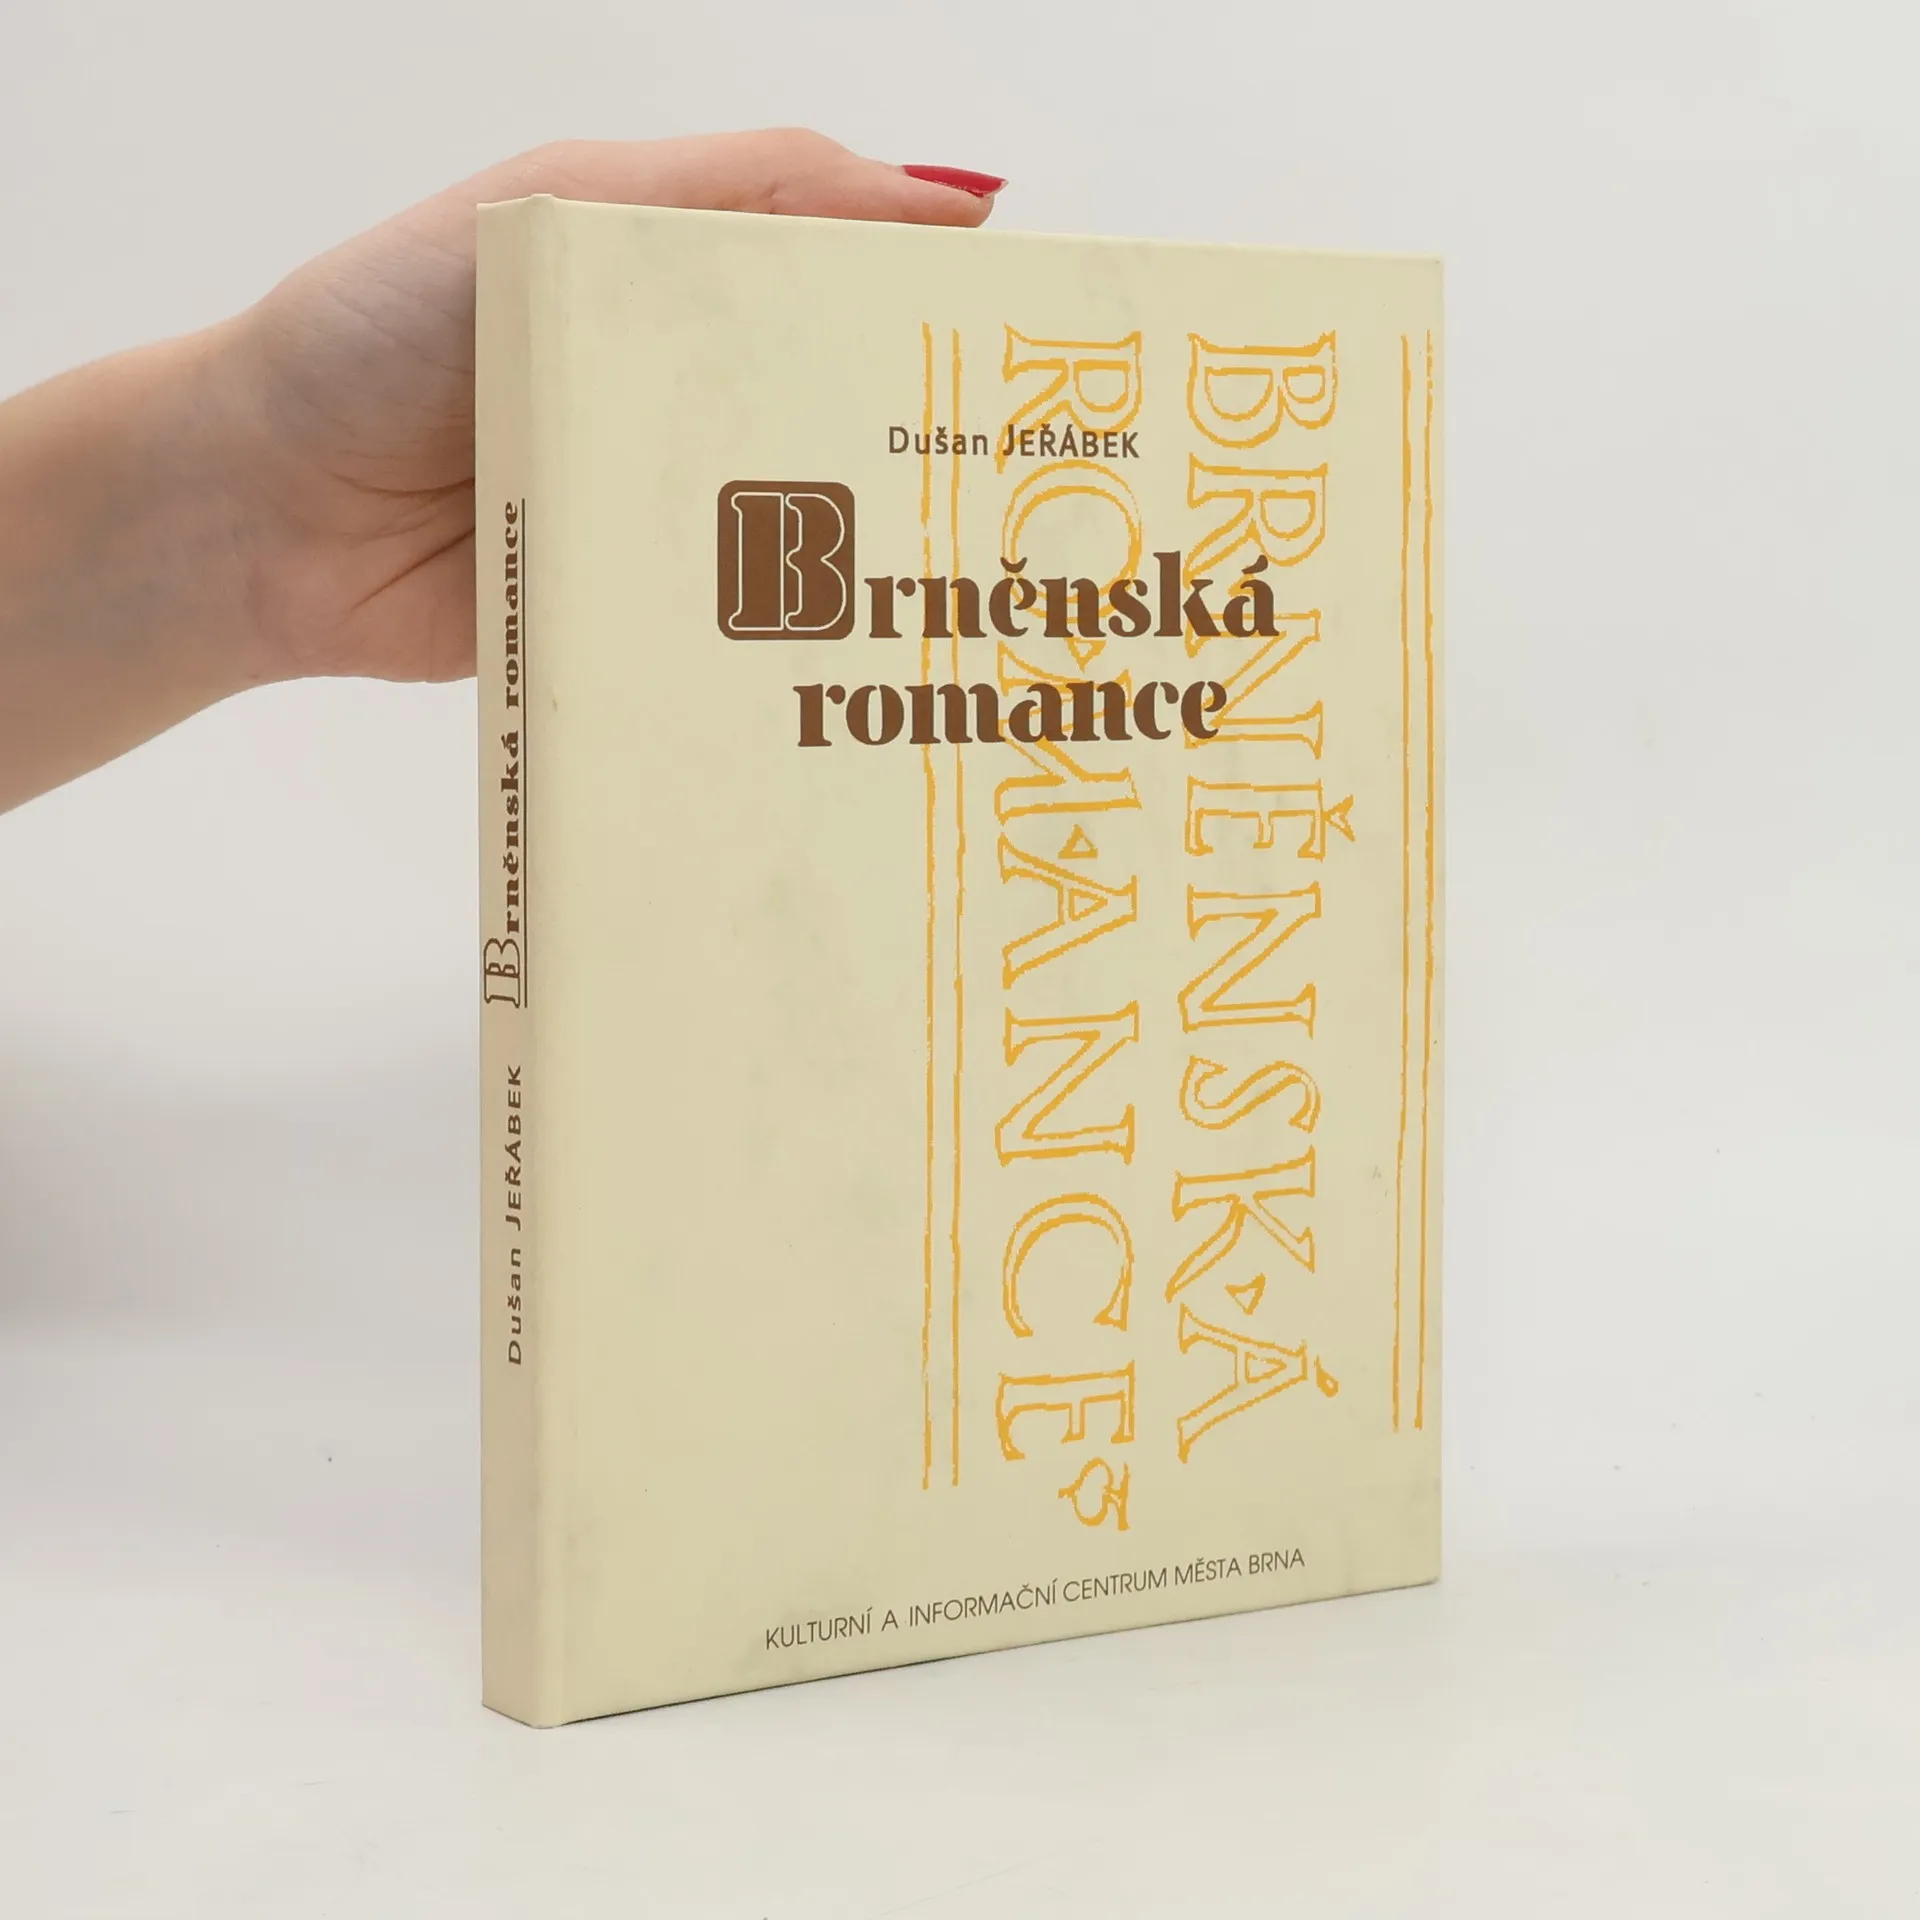 Dušan JEŘÁBEK
Brněnská
romance
BRNĚNSKÁ
ROMANCE
KULTURNÍ A INFORMAČNÍ CENTRUM MĚSTA BRNA
Dušan JEŘÁBEK Brněnská romance